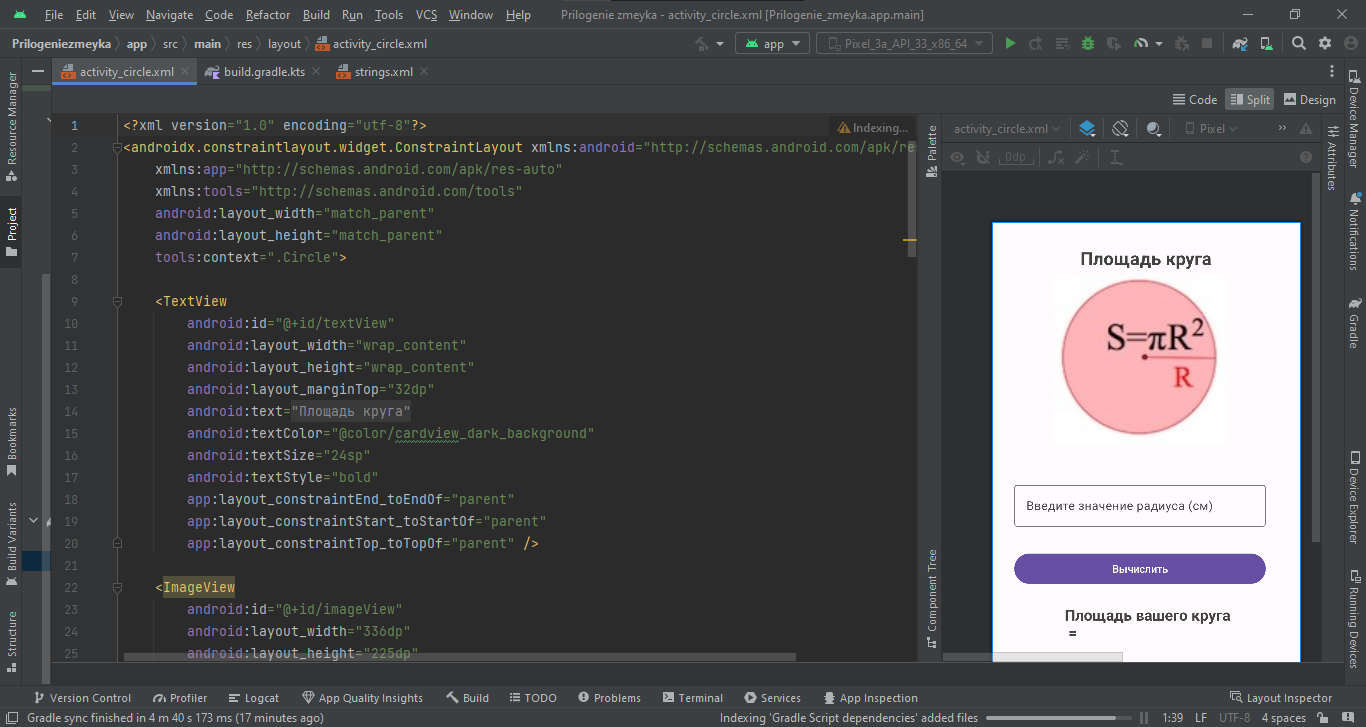 File Edit View Navigate Code Refactor Build Run Tools VCS Window Help Prilogenie zmeyka - activity_circle.xml [Prilogenie_zmeyka.app.main]
Prilogeniezmeyka app src main res layout activity_circle.xml app Pixel_3a_API_33_x86_64
activity_circle.xml build.gradle.kts strings.xml
Code Split Design
Resource Manager
Project
Bookmarks
Build Variants
Structure
1 <?xml version="1.0" encoding="utf-8"?>
2 <androidx.constraintlayout.widget.ConstraintLayout xmlns:android="http://schemas.android.com/apk/re
3 xmlns:app="http://schemas.android.com/apk/res-auto"
4 xmlns:tools="http://schemas.android.com/tools"
5 android:layout_width="match_parent"
6 android:layout_height="match_parent"
7 tools:context=".Circle">
8
9 <TextView
10 android:id="@+id/textView"
11 android:layout_width="wrap_content"
12 android:layout_height="wrap_content"
13 android:layout_marginTop="32dp"
14 android:text="Площадь круга"
15 android:textColor="@color/cardview_dark_background"
16 android:textSize="24sp"
17 android:textStyle="bold"
18 app:layout_constraintEnd_toEndOf="parent"
19 app:layout_constraintStart_toStartOf="parent"
20 app:layout_constraintTop_toTopOf="parent" />
21
22 <ImageView
23 android:id="@+id/imageView"
24 android:layout_width="336dp"
25 android:layout_height="225dp"
Indexing...
Palette
Component Tree
activity_circle.xml Pixel
0dp
Площадь круга
S=πR²
R
Введите значение радиуса (см)
Вычислить
Площадь вашего круга
=
Attributes
Device Manager
Notifications
Gradle
Device Explorer
Running Devices
Version Control Profiler Logcat App Quality Insights Build TODO Problems Terminal Services App Inspection Layout Inspector
Gradle sync finished in 4 m 40 s 173 ms (17 minutes ago) Indexing 'Gradle Script dependencies' added files 1:39 LF UTF-8 4 spaces